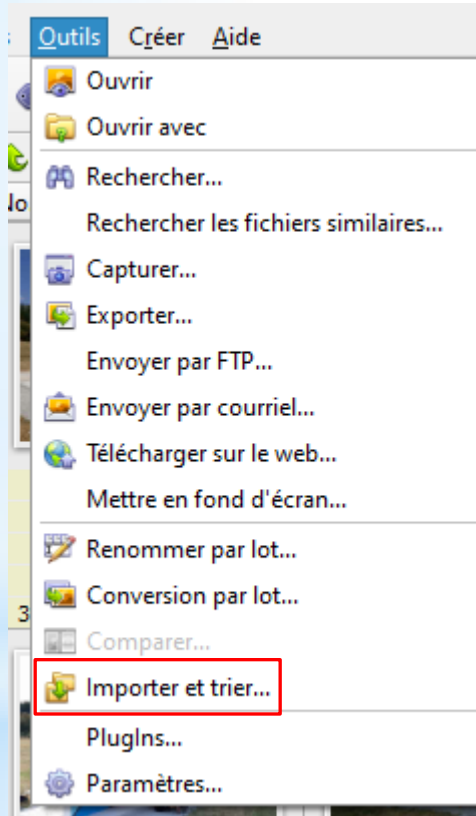 Outils Créer Aide
Ouvrir
Ouvrir avec
Rechercher...
Rechercher les fichiers similaires...
Capturer...
Exporter...
Envoyer par FTP...
Envoyer par courriel...
Télécharger sur le web...
Mettre en fond d'écran...
Renommer par lot...
Conversion par lot...
3
Comparer...
Importer et trier...
PlugIns...
Paramètres...